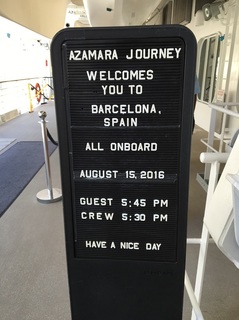 AZAMARA JOURNEY
WELCOMES
YOU TO
BARCELONA,
SPAIN
ALL ONBOARD
AUGUST 15, 2016
GUEST 5:45 PM
CREW 5:30 PM
HAVE A NICE DAY